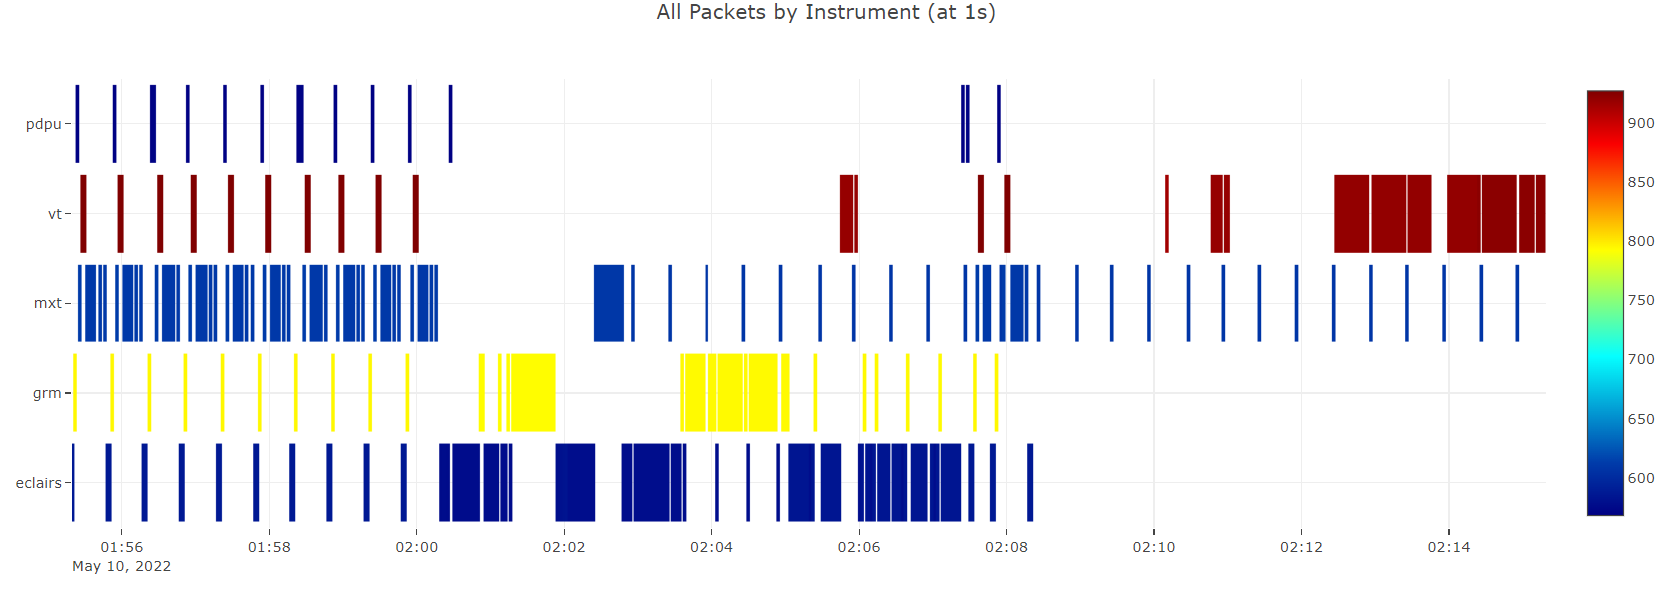 All Packets by Instrument (at 1s)
pdpu
vt
mxt
grm
eclairs
01:56 01:58 02:00 02:02 02:04 02:06 02:08 02:10 02:12 02:14
May 10, 2022
900
850
800
750
700
650
600